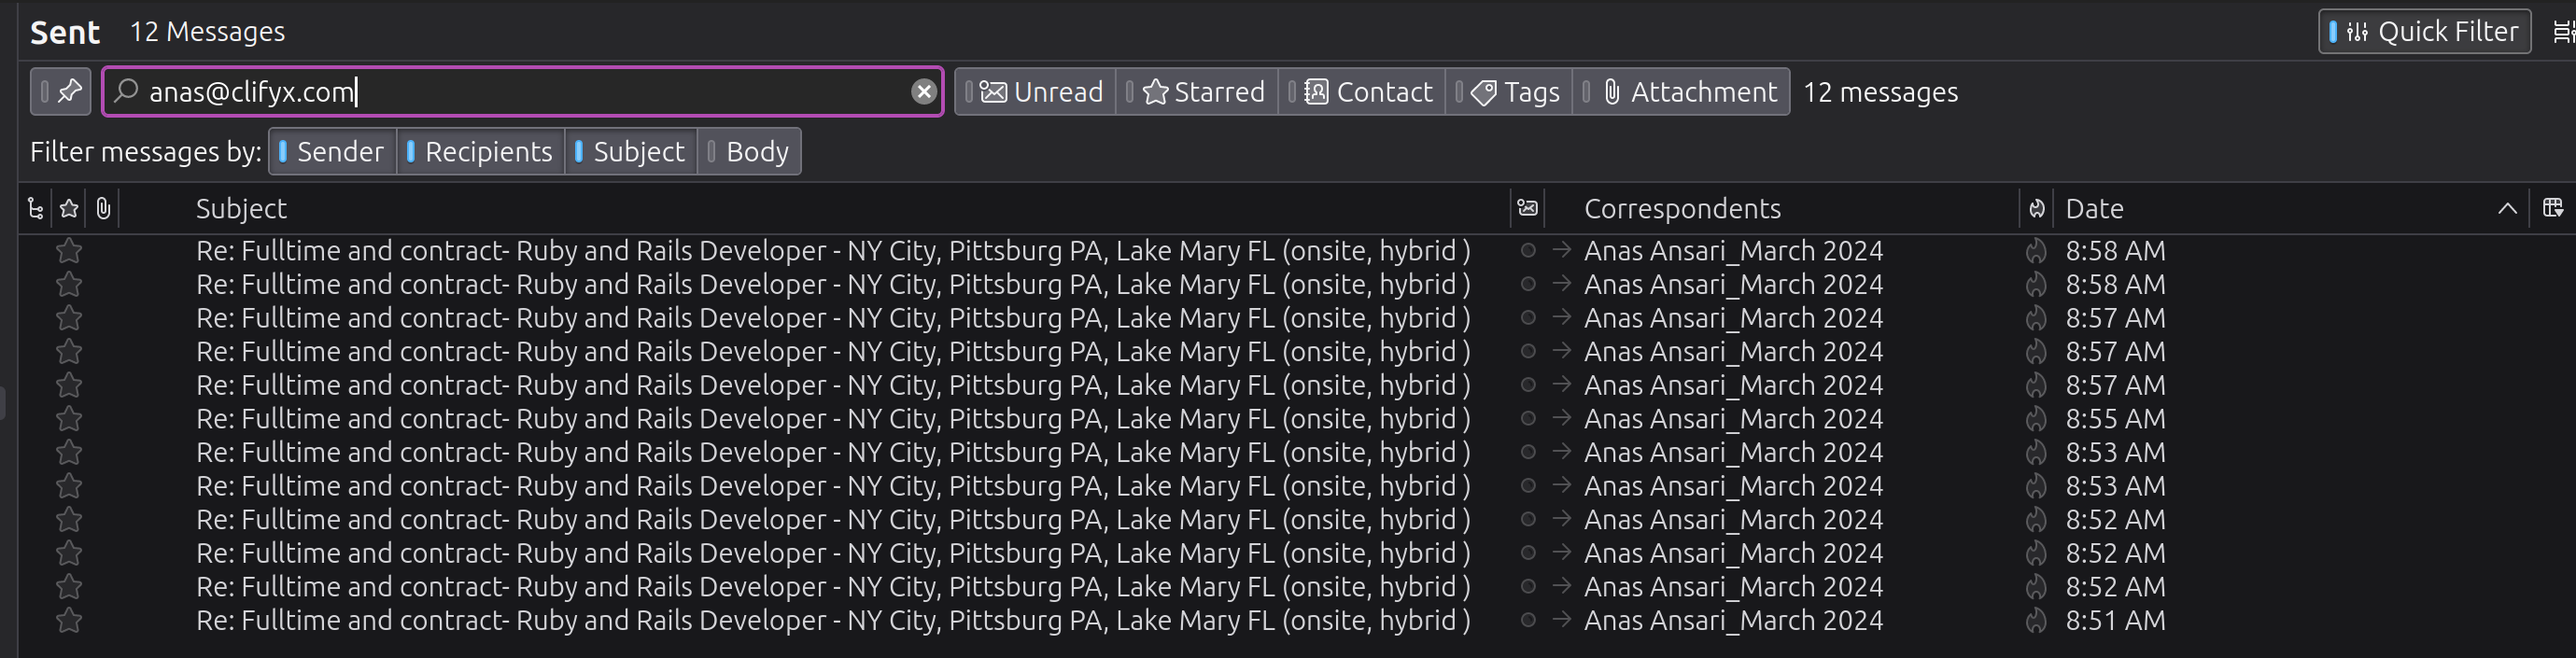 Sent 12 Messages Quick Filter
anas@clifyx.com Unread Starred Contact Tags Attachment 12 messages
Filter messages by: Sender Recipients Subject Body
Subject Correspondents Date
Re: Fulltime and contract- Ruby and Rails Developer - NY City, Pittsburg PA, Lake Mary FL (onsite, hybrid ) Anas Ansari_March 2024 8:58 AM
Re: Fulltime and contract- Ruby and Rails Developer - NY City, Pittsburg PA, Lake Mary FL (onsite, hybrid ) Anas Ansari_March 2024 8:58 AM
Re: Fulltime and contract- Ruby and Rails Developer - NY City, Pittsburg PA, Lake Mary FL (onsite, hybrid ) Anas Ansari_March 2024 8:57 AM
Re: Fulltime and contract- Ruby and Rails Developer - NY City, Pittsburg PA, Lake Mary FL (onsite, hybrid ) Anas Ansari_March 2024 8:57 AM
Re: Fulltime and contract- Ruby and Rails Developer - NY City, Pittsburg PA, Lake Mary FL (onsite, hybrid ) Anas Ansari_March 2024 8:57 AM
Re: Fulltime and contract- Ruby and Rails Developer - NY City, Pittsburg PA, Lake Mary FL (onsite, hybrid ) Anas Ansari_March 2024 8:55 AM
Re: Fulltime and contract- Ruby and Rails Developer - NY City, Pittsburg PA, Lake Mary FL (onsite, hybrid ) Anas Ansari_March 2024 8:53 AM
Re: Fulltime and contract- Ruby and Rails Developer - NY City, Pittsburg PA, Lake Mary FL (onsite, hybrid ) Anas Ansari_March 2024 8:53 AM
Re: Fulltime and contract- Ruby and Rails Developer - NY City, Pittsburg PA, Lake Mary FL (onsite, hybrid ) Anas Ansari_March 2024 8:52 AM
Re: Fulltime and contract- Ruby and Rails Developer - NY City, Pittsburg PA, Lake Mary FL (onsite, hybrid ) Anas Ansari_March 2024 8:52 AM
Re: Fulltime and contract- Ruby and Rails Developer - NY City, Pittsburg PA, Lake Mary FL (onsite, hybrid ) Anas Ansari_March 2024 8:52 AM
Re: Fulltime and contract- Ruby and Rails Developer - NY City, Pittsburg PA, Lake Mary FL (onsite, hybrid ) Anas Ansari_March 2024 8:51 AM